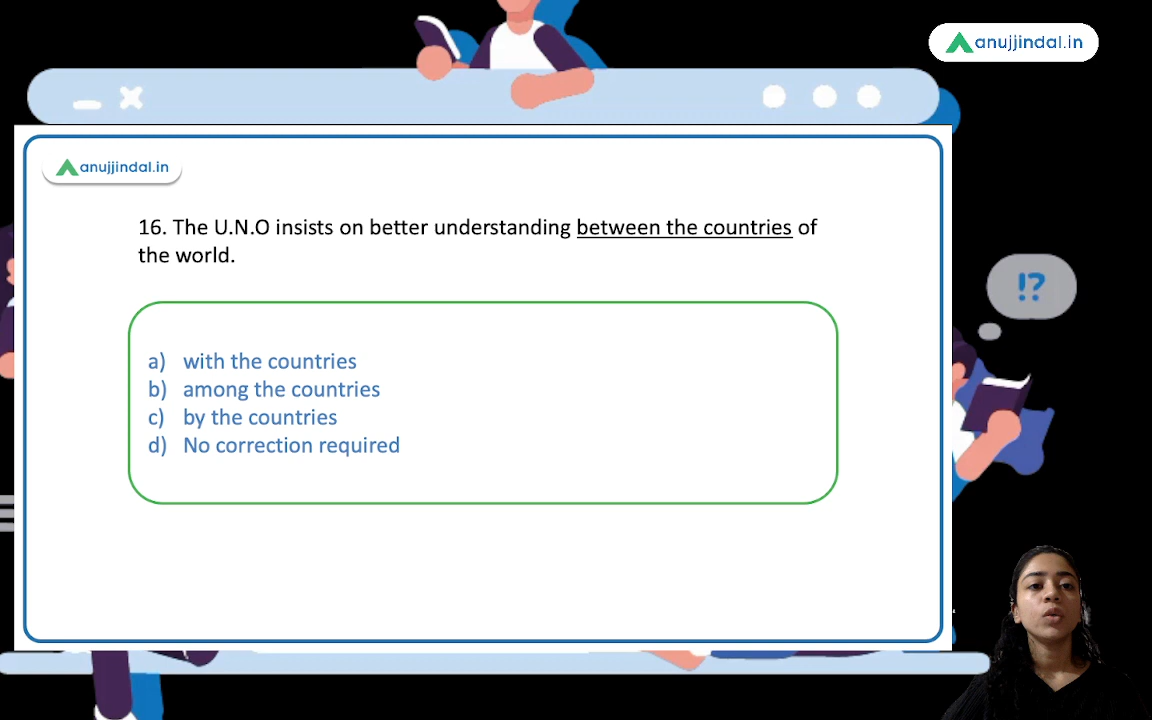 anujjindal.in
anujjindal.in
16. The U.N.O insists on better understanding between the countries of
the world.
!?
a) with the countries
b) among the countries
c) by the countries
d) No correction required